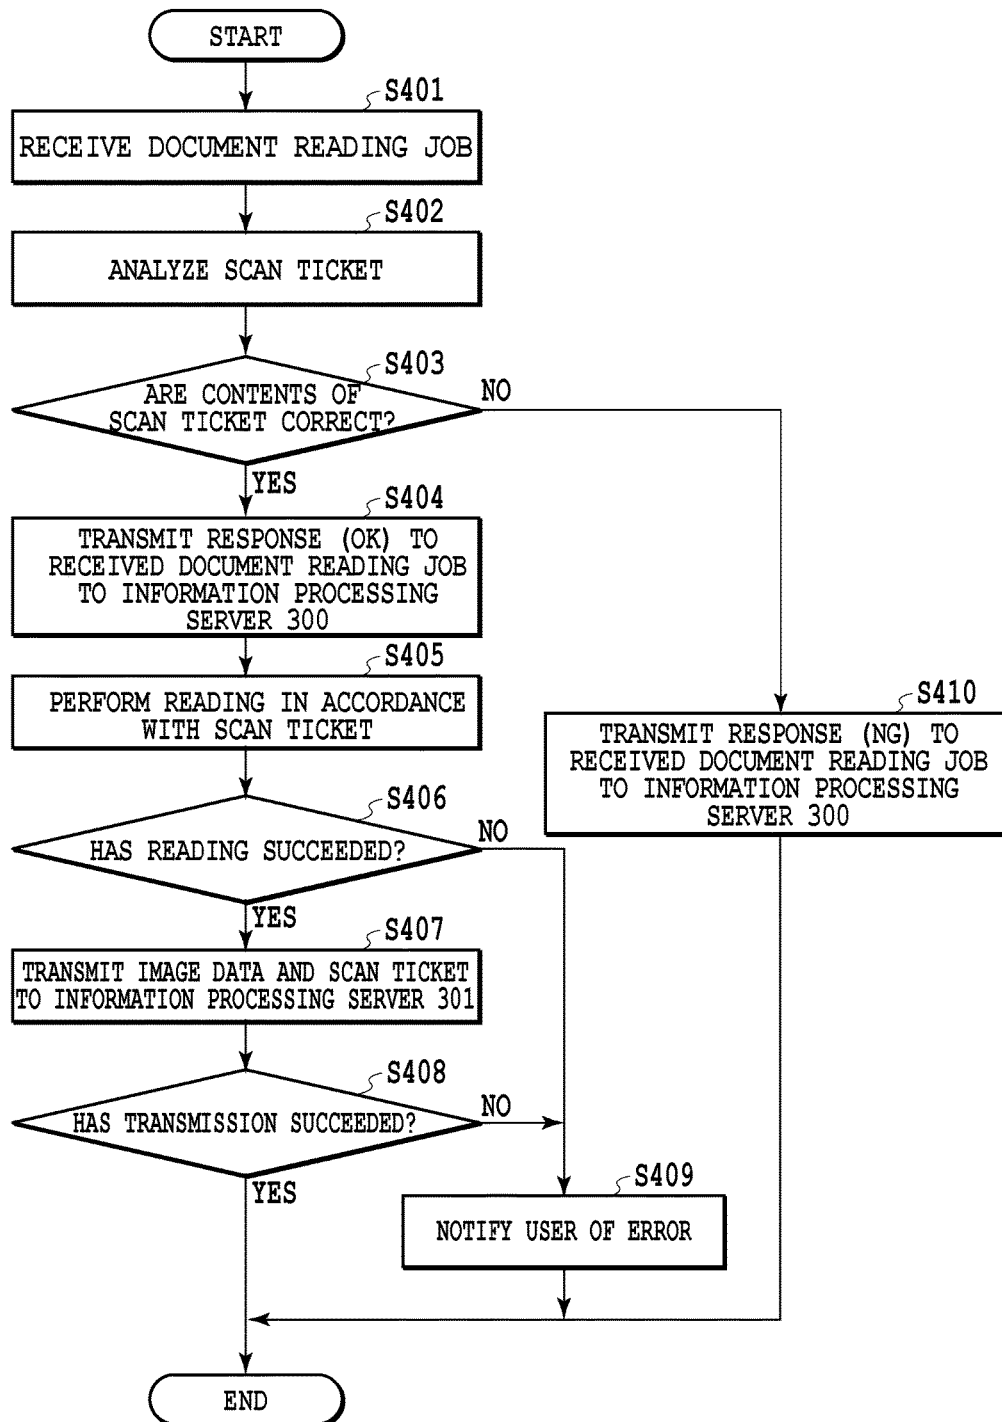 START
S401
RECEIVE DOCUMENT READING JOB
S402
ANALYZE SCAN TICKET
S403
ARE CONTENTS OF
SCAN TICKET CORRECT?
NO
YES
S404
TRANSMIT RESPONSE (OK) TO
RECEIVED DOCUMENT READING JOB
TO INFORMATION PROCESSING
SERVER 300
S405
PERFORM READING IN ACCORDANCE
WITH SCAN TICKET
S410
TRANSMIT RESPONSE (NG) TO
RECEIVED DOCUMENT READING JOB
TO INFORMATION PROCESSING
SERVER 300
S406
HAS READING SUCCEEDED?
NO
YES
S407
TRANSMIT IMAGE DATA AND SCAN TICKET
TO INFORMATION PROCESSING SERVER 301
S408
HAS TRANSMISSION SUCCEEDED?
NO
YES
S409
NOTIFY USER OF ERROR
END